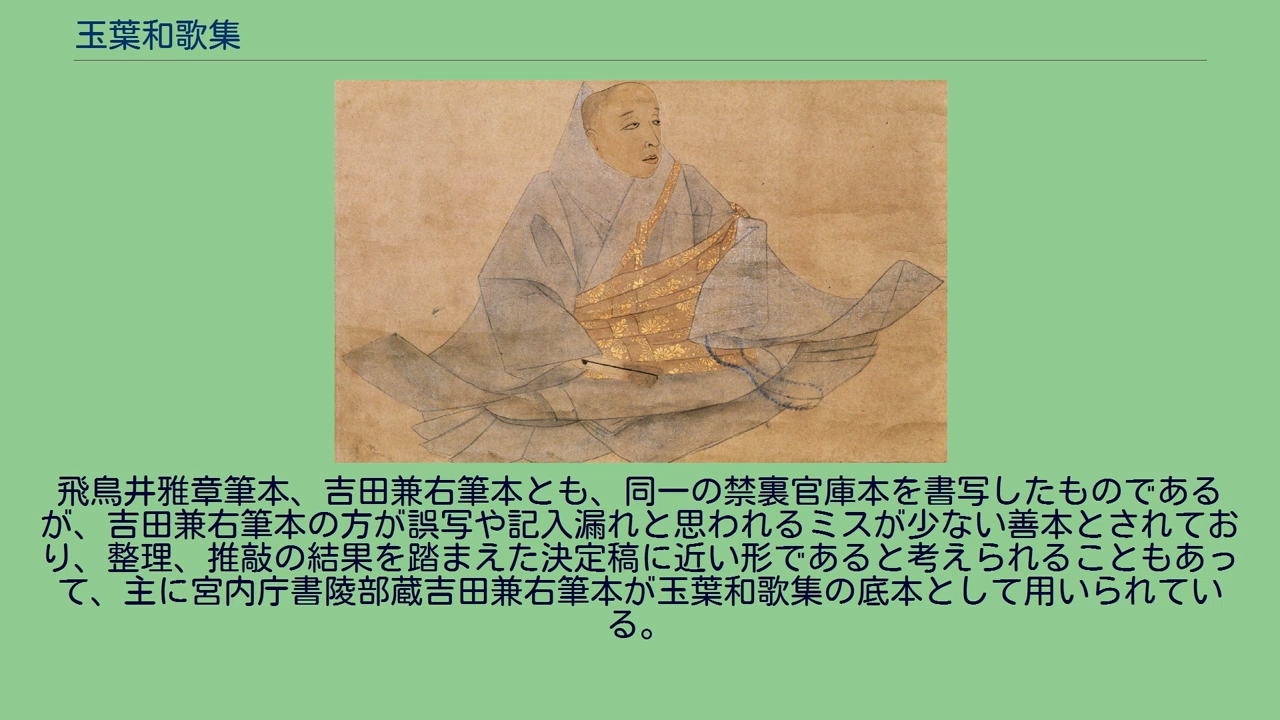 玉葉和歌集
飛鳥井雅章筆本、吉田兼右筆本とも、同一の禁裏官庫本を書写したものである
が、吉田兼右筆本の方が誤写や記入漏れと思われるミスが少ない善本とされてお
り、整理、推敲の結果を踏まえた決定稿に近い形であると考えられることもあっ
て、主に宮内庁書陵部蔵吉田兼右筆本が玉葉和歌集の底本として用いられてい
る。